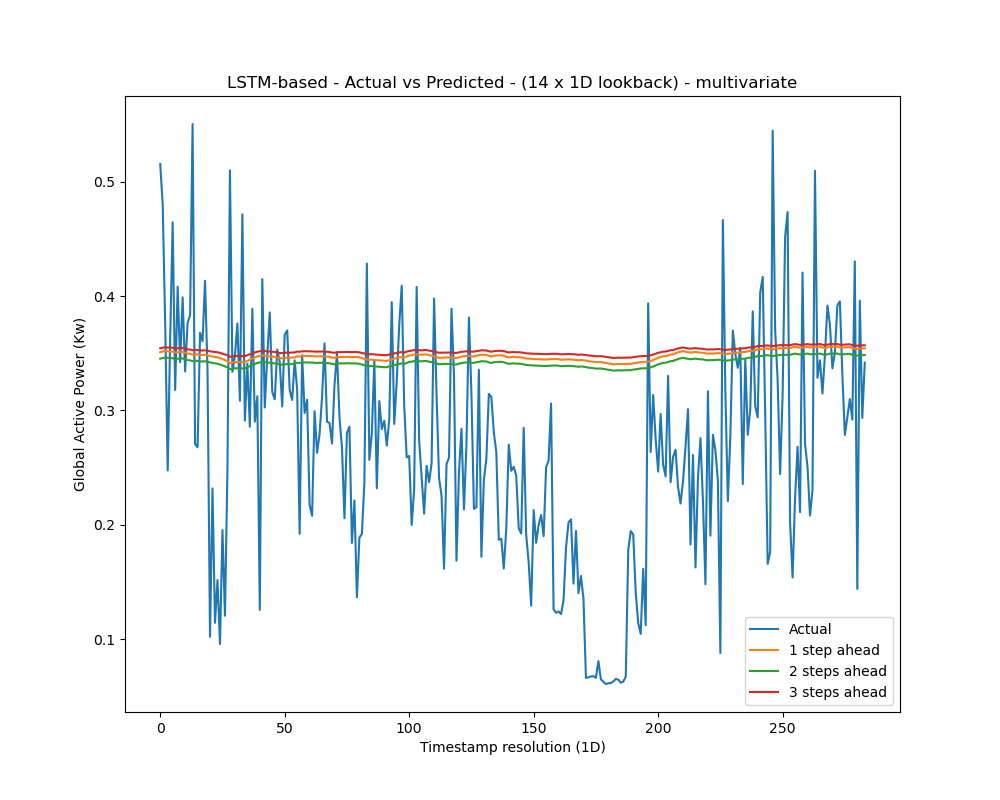 LSTM-based - Actual vs Predicted - (14 x 1D lookback) - multivariate
Global Active Power (Kw)
0.5
0.4
0.3
0.2
0.1
0 50 100 150 200 250
Timestamp resolution (1D)
Actual
1 step ahead
2 steps ahead
3 steps ahead